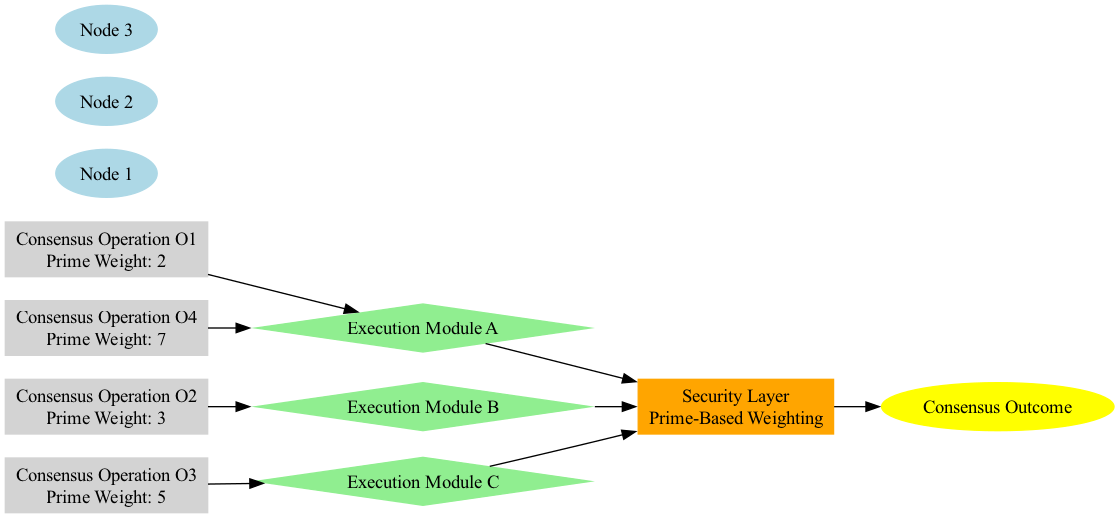 Node 3
Node 2
Node 1
Consensus Operation O1
Prime Weight: 2
Consensus Operation O4
Prime Weight: 7
Execution Module A
Consensus Operation O2
Prime Weight: 3
Execution Module B
Security Layer
Prime-Based Weighting
Consensus Outcome
Consensus Operation O3
Prime Weight: 5
Execution Module C